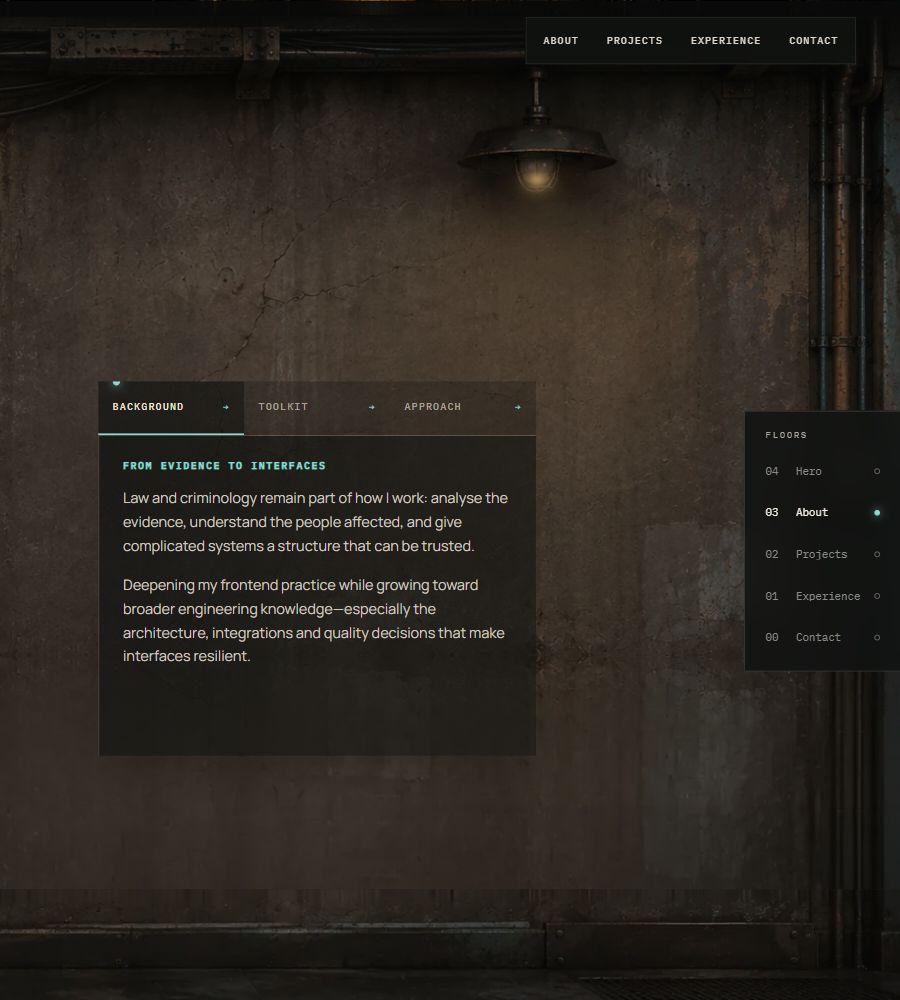 ABOUT PROJECTS EXPERIENCE CONTACT
BACKGROUND → TOOLKIT → APPROACH →
FROM EVIDENCE TO INTERFACES
Law and criminology remain part of how I work: analyse the
evidence, understand the people affected, and give
complicated systems a structure that can be trusted.
Deepening my frontend practice while growing toward
broader engineering knowledge—especially the
architecture, integrations and quality decisions that make
interfaces resilient.
FLOORS
04 Hero
03 About
02 Projects
01 Experience
00 Contact